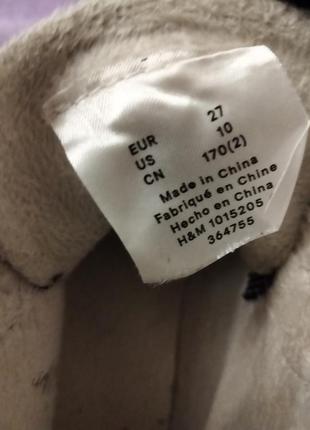 EUR 27
US 10
CN 170(2)
Made in China
Fabriqué en Chine
Hecho en China
H&M 1015205
364755